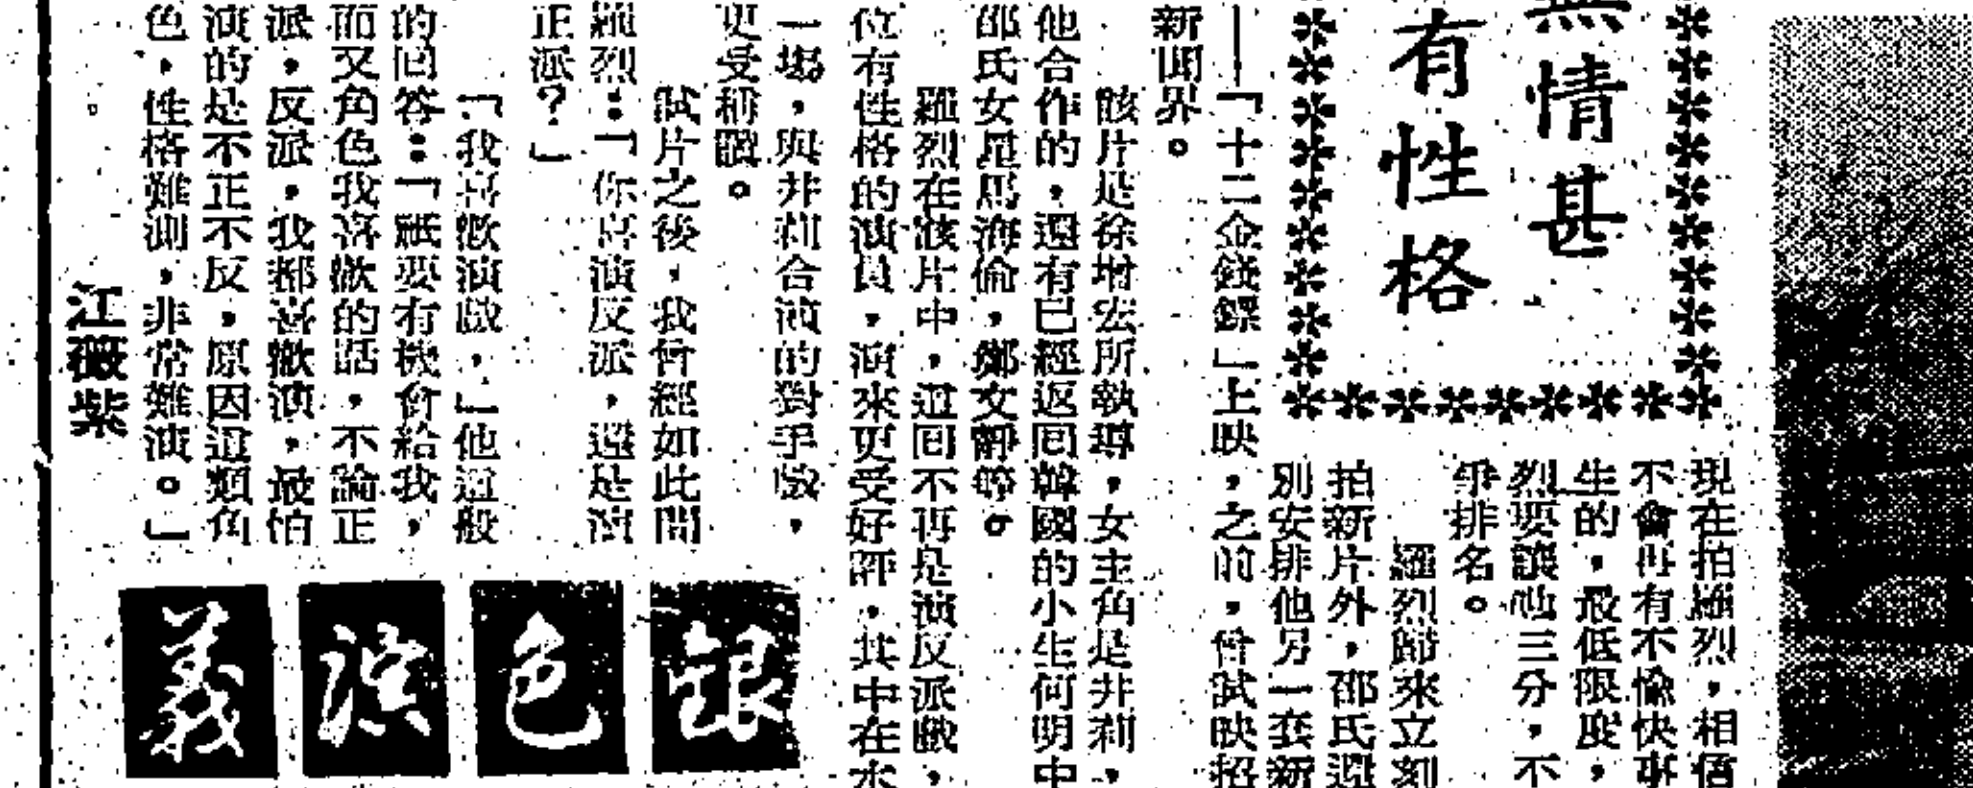 無情甚
有性格
現在拍羅烈，相信
不會再有不愉快事
生的，最低限度，
烈要讓他三分，不
爭排名。
羅烈歸來立刻
拍新片外，邵氏還
別安排他另一套新
——「十二金錢鏢」上映，之前，曾試映招
新聞界。
該片是徐增宏所執導，女主角是井莉，
他合作的，還有已經返回韓國的小生何明中
邵氏女星馬海倫，鄭文靜等。
羅烈在該片中，這回不再是演反派戲，
位有性格的演員，演來更受好評，其中在水
一場，與井莉合演的對手戲，
更受稱讚。
試片之後，我曾經如此問
羅烈：「你喜演反派，還是演
正派？」
「我喜歡演戲，」他這般
的回答：「祇要有機會給我，
而又角色我喜歡的話，不論正
派，反派，我都喜歡演，最怕
演的是不正不反，原因這類角
色，性格難測，非常難演。」
江薇紫
銀色演義